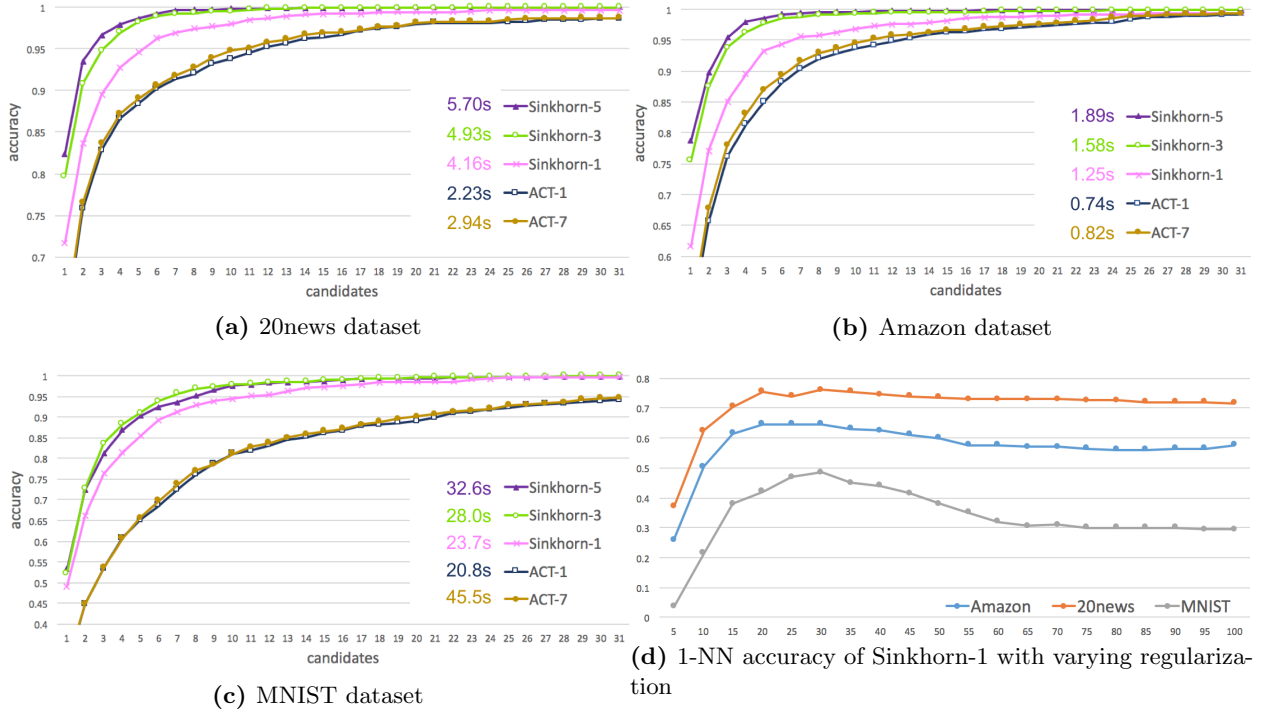 1
0.95
0.9
0.85
0.8
0.75
0.7
accuracy
5.70s Sinkhorn-5
4.93s Sinkhorn-3
4.16s Sinkhorn-1
2.23s ACT-1
2.94s ACT-7
1 2 3 4 5 6 7 8 9 10 11 12 13 14 15 16 17 18 19 20 21 22 23 24 25 26 27 28 29 30 31
candidates
(a) 20news dataset
1
0.95
0.9
0.85
0.8
0.75
0.7
0.65
0.6
accuracy
1.89s Sinkhorn-5
1.58s Sinkhorn-3
1.25s Sinkhorn-1
0.74s ACT-1
0.82s ACT-7
1 2 3 4 5 6 7 8 9 10 11 12 13 14 15 16 17 18 19 20 21 22 23 24 25 26 27 28 29 30 31
candidates
(b) Amazon dataset
1
0.95
0.9
0.85
0.8
0.75
0.7
0.65
0.6
0.55
0.5
0.45
0.4
accuracy
32.6s Sinkhorn-5
28.0s Sinkhorn-3
23.7s Sinkhorn-1
20.8s ACT-1
45.5s ACT-7
1 2 3 4 5 6 7 8 9 10 11 12 13 14 15 16 17 18 19 20 21 22 23 24 25 26 27 28 29 30 31
candidates
(c) MNIST dataset
0.8
0.7
0.6
0.5
0.4
0.3
0.2
0.1
0
Amazon 20news MNIST
5 10 15 20 25 30 35 40 45 50 55 60 65 70 75 80 85 90 95 100
(d) 1-NN accuracy of Sinkhorn-1 with varying regulariza-
tion